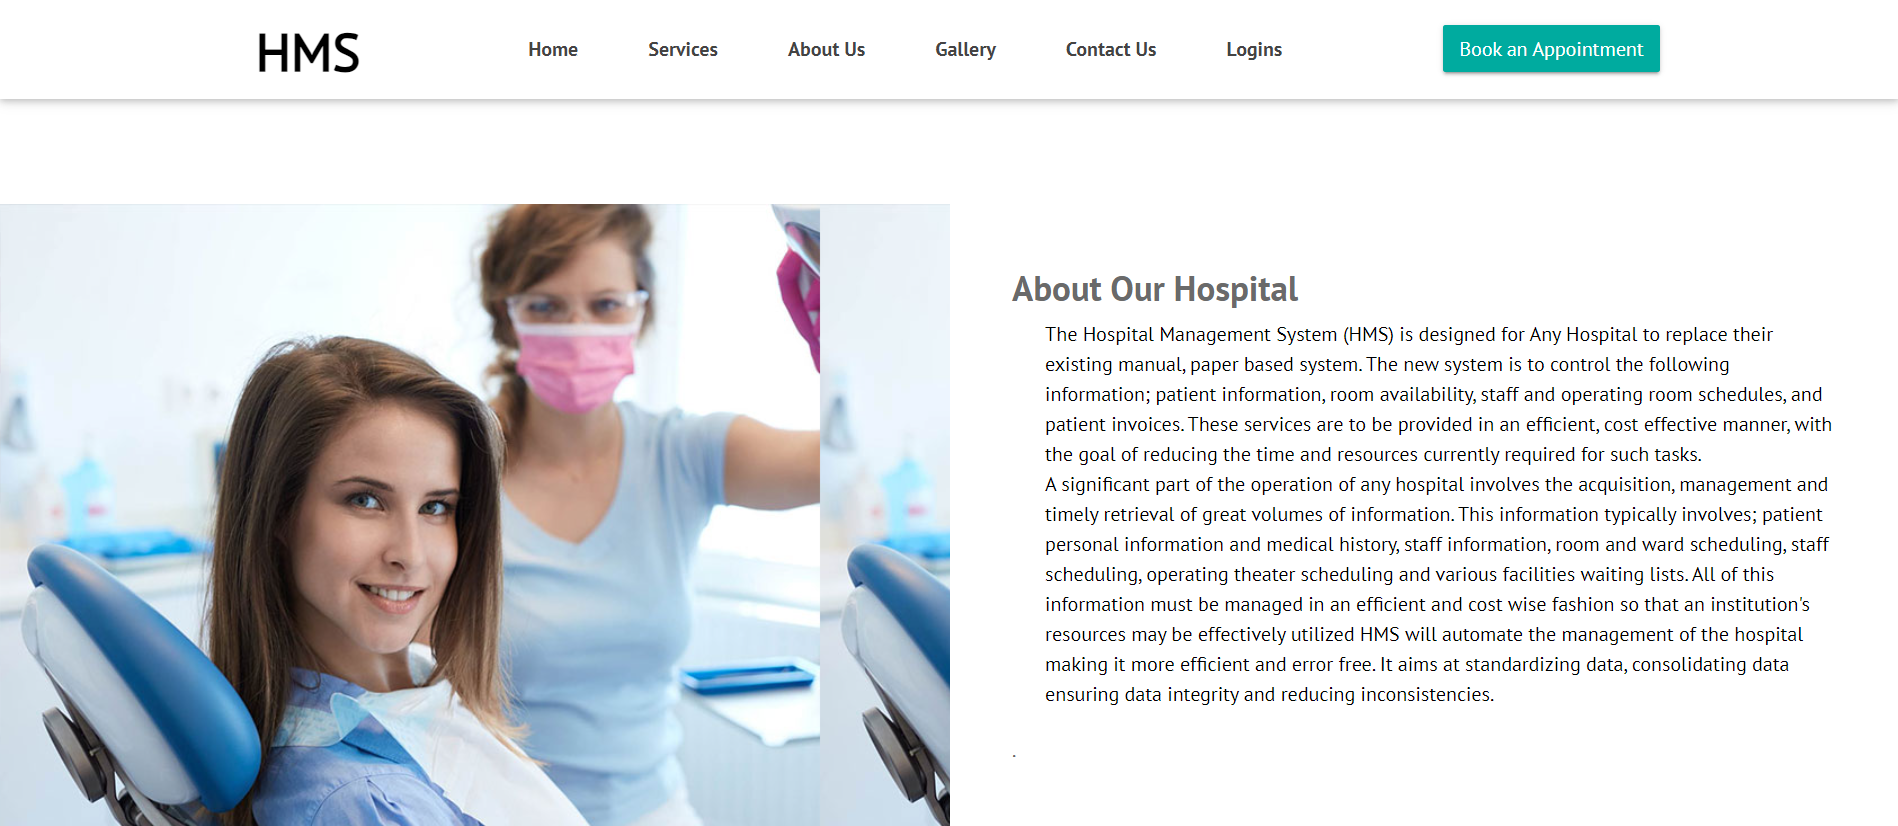 HMS
Home
Services
About Us
Gallery
Contact Us
Logins
Book an Appointment
About Our Hospital
The Hospital Management System (HMS) is designed for Any Hospital to replace their
existing manual, paper based system. The new system is to control the following
information; patient information, room availability, staff and operating room schedules, and
patient invoices. These services are to be provided in an efficient, cost effective manner, with
the goal of reducing the time and resources currently required for such tasks.
A significant part of the operation of any hospital involves the acquisition, management and
timely retrieval of great volumes of information. This information typically involves; patient
personal information and medical history, staff information, room and ward scheduling, staff
scheduling, operating theater scheduling and various facilities waiting lists. All of this
information must be managed in an efficient and cost wise fashion so that an institution's
resources may be effectively utilized HMS will automate the management of the hospital
making it more efficient and error free. It aims at standardizing data, consolidating data
ensuring data integrity and reducing inconsistencies.
.